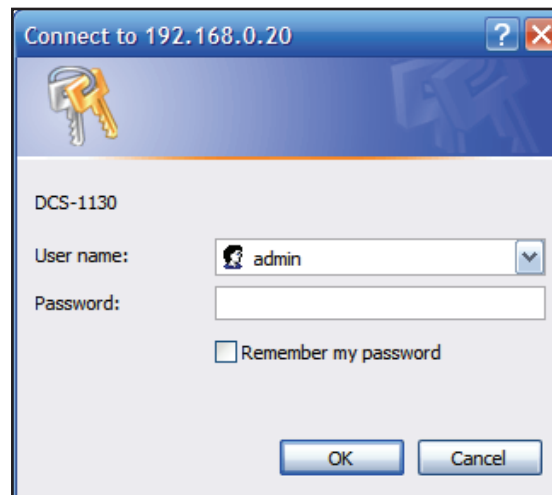 Connect to 192.168.0.20
?
DCS-1130
User name:
admin
Password:
Remember my password
OK
Cancel